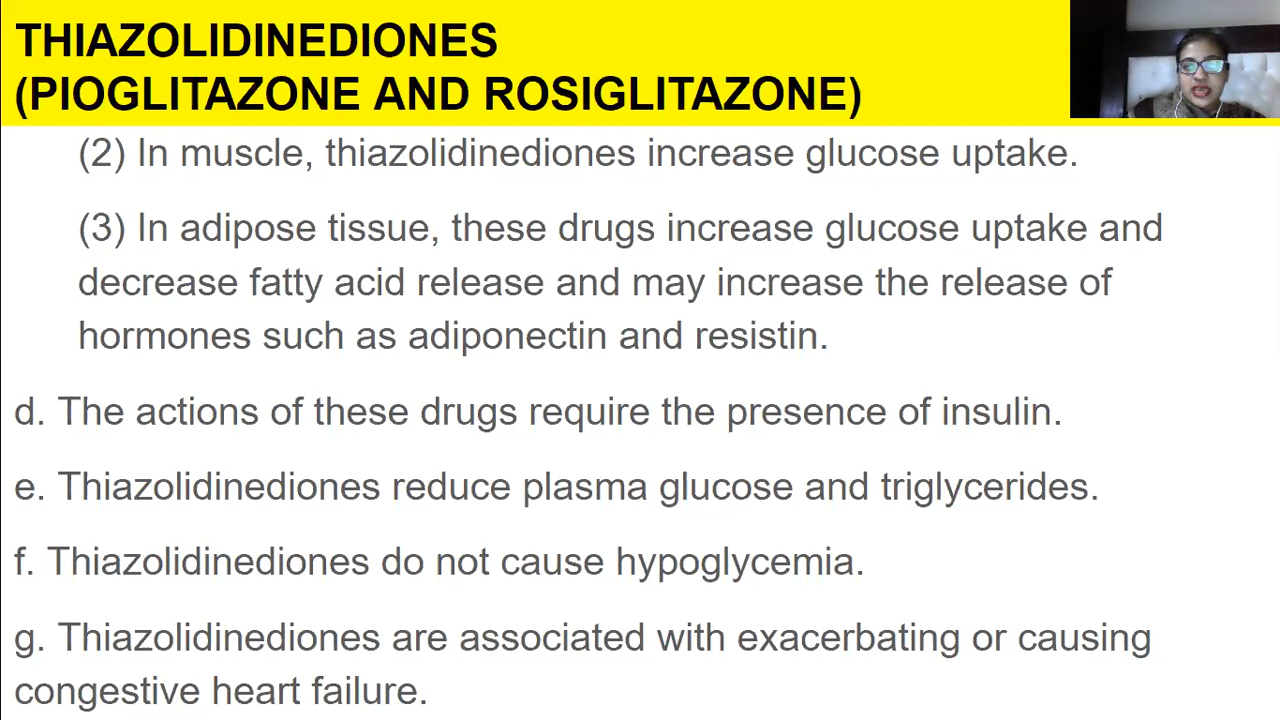 THIAZOLIDINEDIONES
(PIOGLITAZONE AND ROSIGLITAZONE)
(2) In muscle, thiazolidinediones increase glucose uptake.
(3) In adipose tissue, these drugs increase glucose uptake and
decrease fatty acid release and may increase the release of
hormones such as adiponectin and resistin.
d. The actions of these drugs require the presence of insulin.
e. Thiazolidinediones reduce plasma glucose and triglycerides.
f. Thiazolidinediones do not cause hypoglycemia.
g. Thiazolidinediones are associated with exacerbating or causing
congestive heart failure.